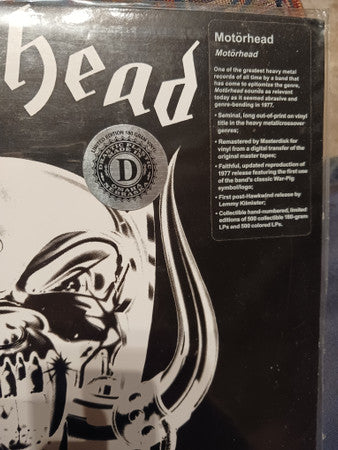 head
Motörhead
Motörhead
One of the greatest heavy metal
records of all time by a band that
has come to epitomize the genre,
Motörhead sounds as relevant
today as it seemed abrasive and
genre-bending in 1977.
• Seminal, long out-of-print on vinyl
title in the heavy metal/crossover
genres;
• Remastered by Masterdisk for
vinyl from a digital transfer of the
original master tapes;
• Faithful, updated reproduction of
1977 release featuring the first use
of the band's classic War-Pig
symbol/logo;
• First post-Hawkwind release by
Lemmy Kilmister;
• Collectible hand-numbered, limited
editions of 500 collectible 180-gram
LPs and 500 colored LPs.
LIMITED EDITION 180 GRAM VINYL
D